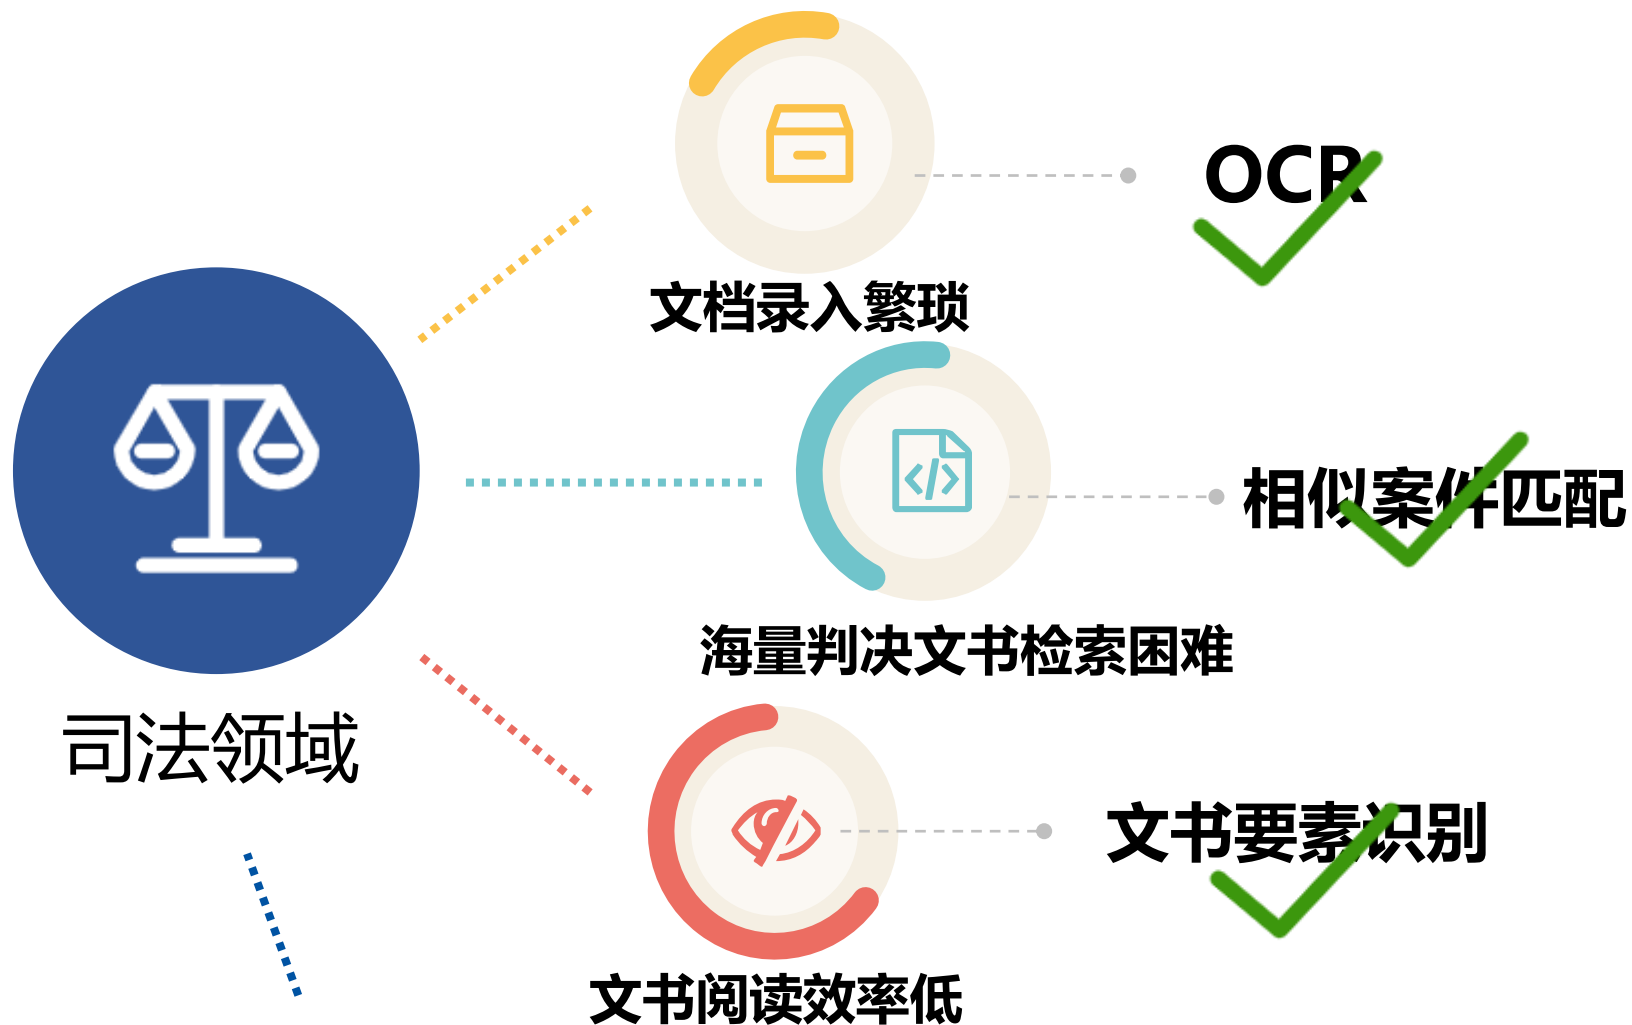 OCR
文档录入繁琐
相似案件匹配
海量判决文书检索困难
司法领域
文书要素识别
文书阅读效率低